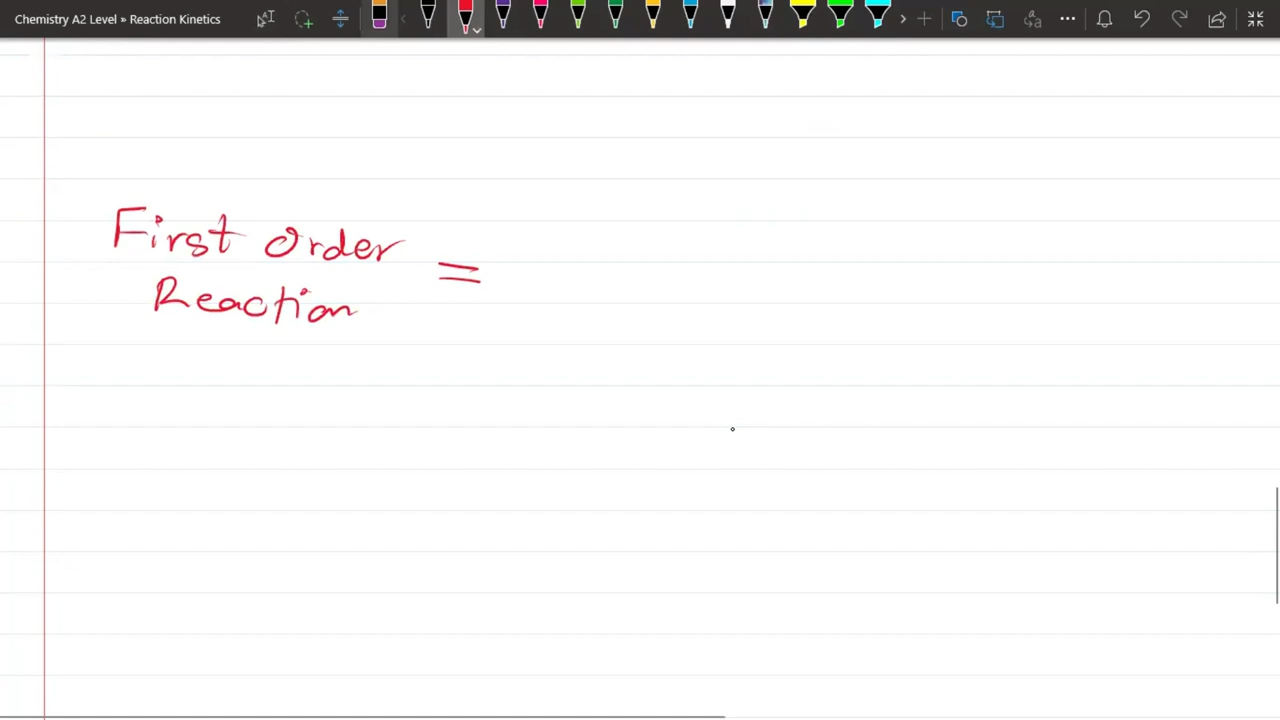 Chemistry A2 Level » Reaction Kinetics
First Order
Reaction =